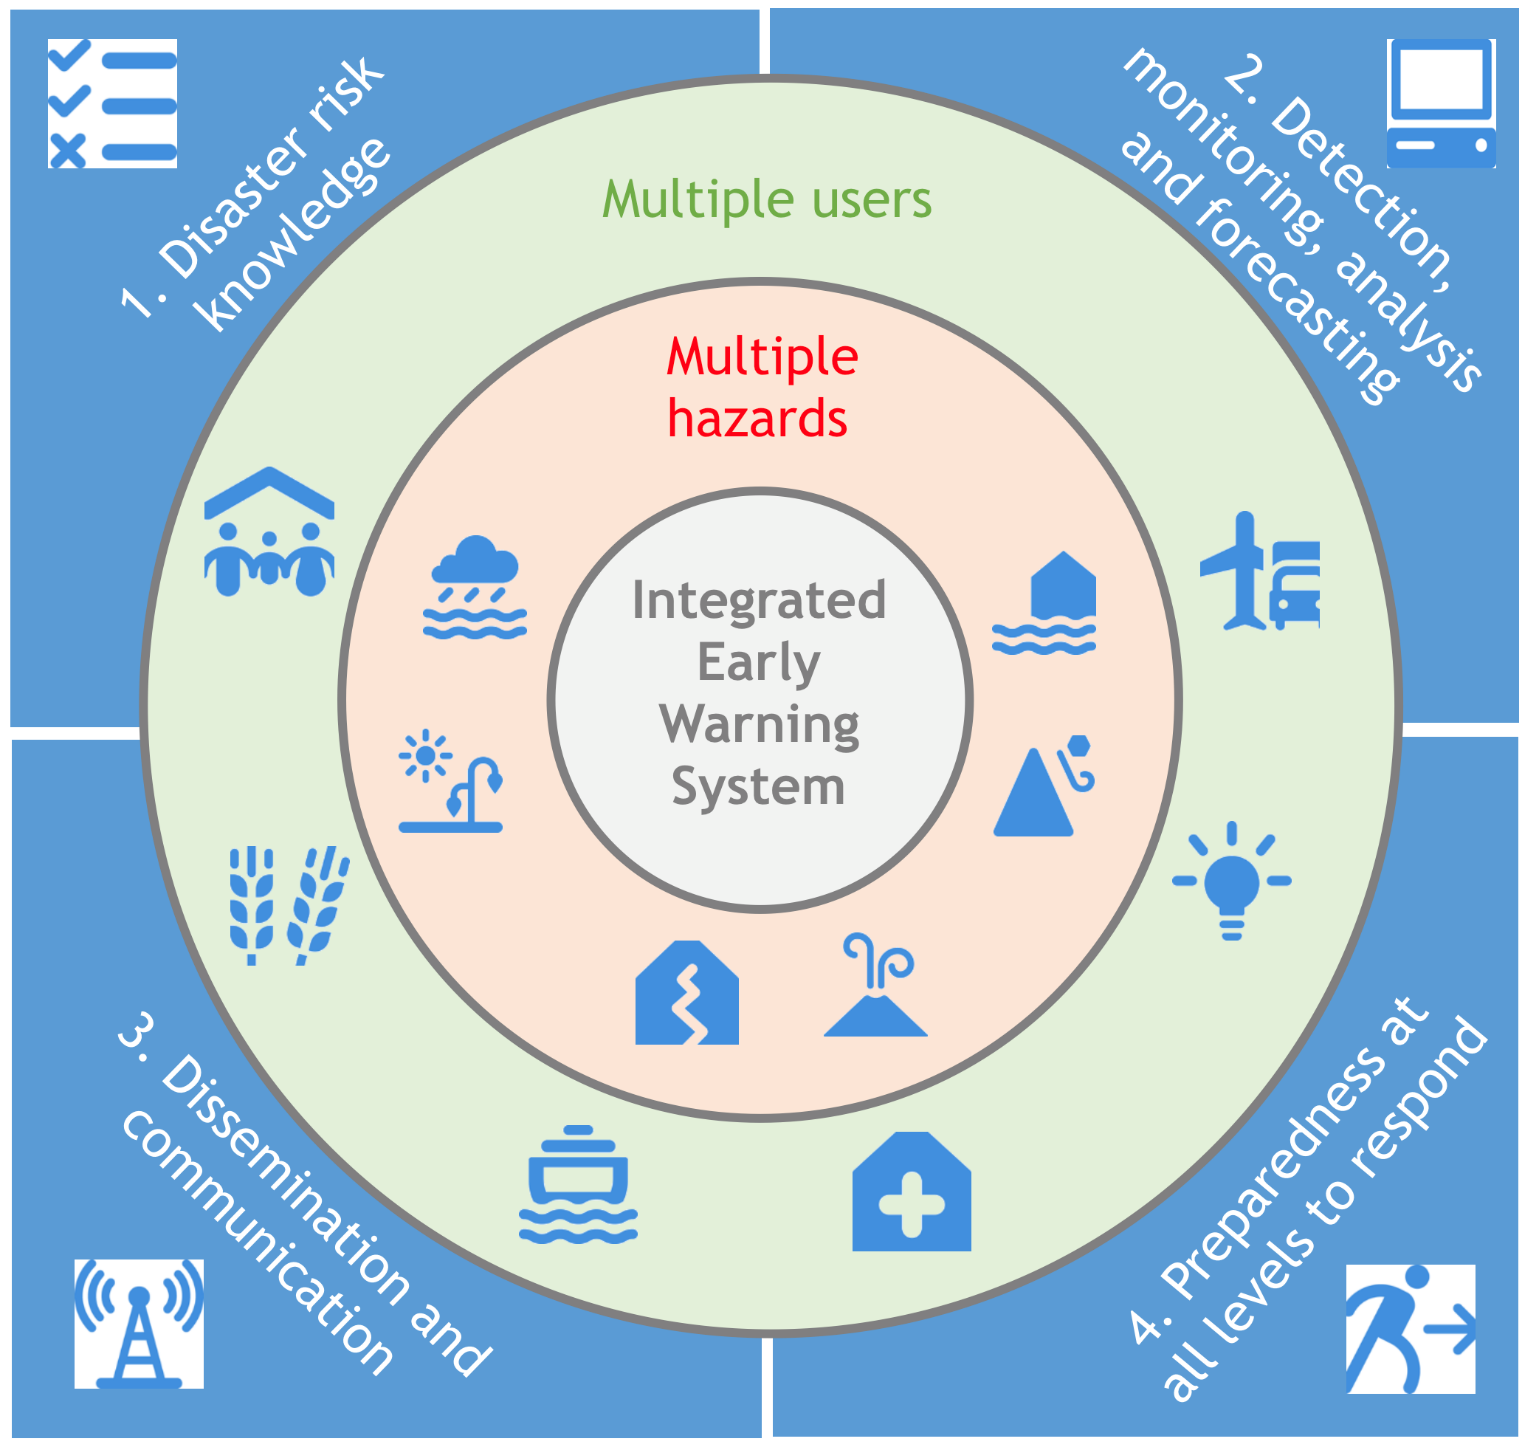 1. Disaster risk
knowledge
2. Detection,
monitoring, analysis
and forecasting
Multiple users
Multiple
hazards
Integrated
Early
Warning
System
3. Dissemination and
communication
4. Preparedness at
all levels to respond